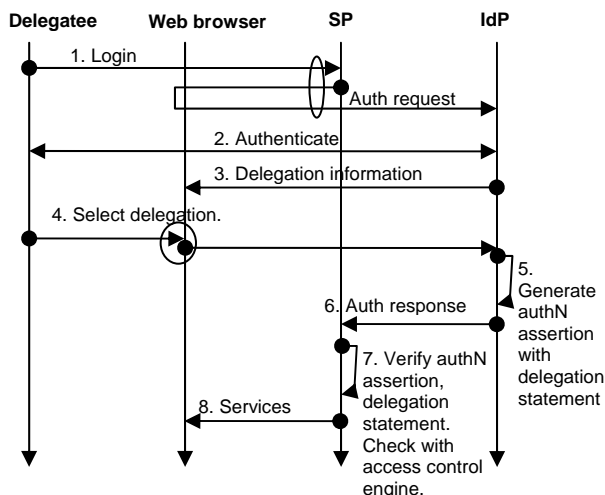 Delegatee Web browser SP IdP
1. Login
Auth request
2. Authenticate
3. Delegation information
4. Select delegation.
5.
Generate
authN
assertion
with
delegation
statement
6. Auth response
7. Verify authN
assertion,
delegation
statement.
Check with
access control
engine.
8. Services